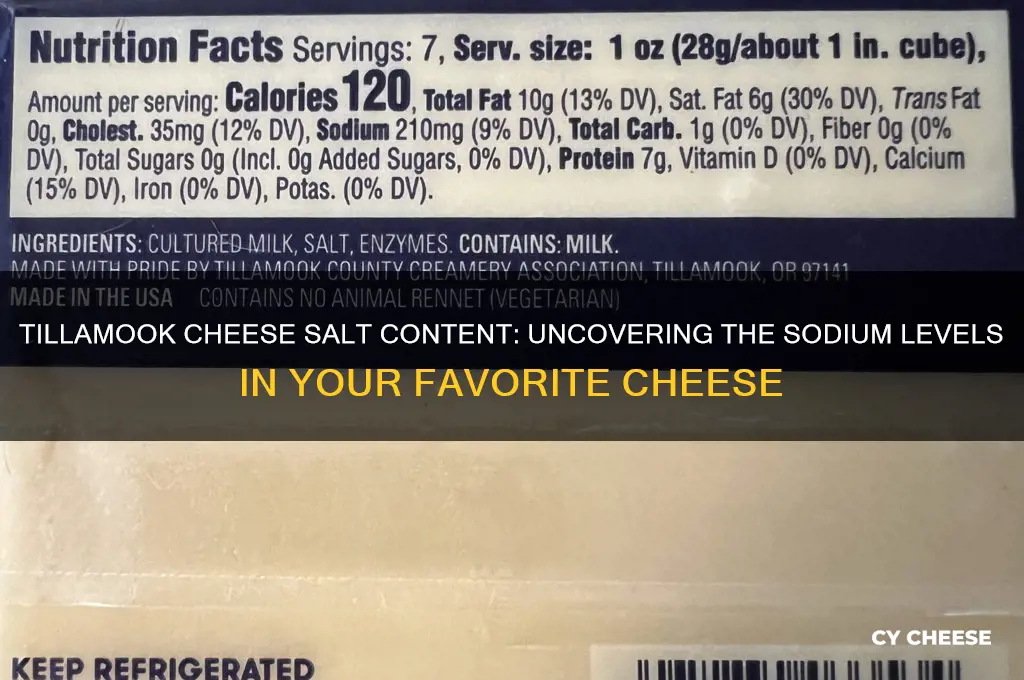 Nutrition Facts Servings: 7, Serv. size: 1 oz (28g/about 1 in. cube),
Amount per serving: Calories 120, Total Fat 10g (13% DV), Sat. Fat 6g (30% DV), Trans Fat
0g, Cholest. 35mg (12% DV), Sodium 210mg (9% DV), Total Carb. 1g (0% DV), Fiber 0g (0%
DV), Total Sugars 0g (Incl. 0g Added Sugars, 0% DV), Protein 7g, Vitamin D (0% DV), Calcium
(15% DV), Iron (0% DV), Potas. (0% DV).
INGREDIENTS: CULTURED MILK, SALT, ENZYMES. CONTAINS: MILK.
MADE WITH PRIDE BY TILLAMOOK COUNTY CREAMERY ASSOCIATION, TILLAMOOK, OR 97141
MADE IN THE USA CONTAINS NO ANIMAL RENNET (VEGETARIAN)
TILLAMOOK CHEESE SALT CONTENT: UNCOVERING THE SODIUM LEVELS
IN YOUR FAVORITE CHEESE
CY CHEESE
KEEP REFRIGERATED